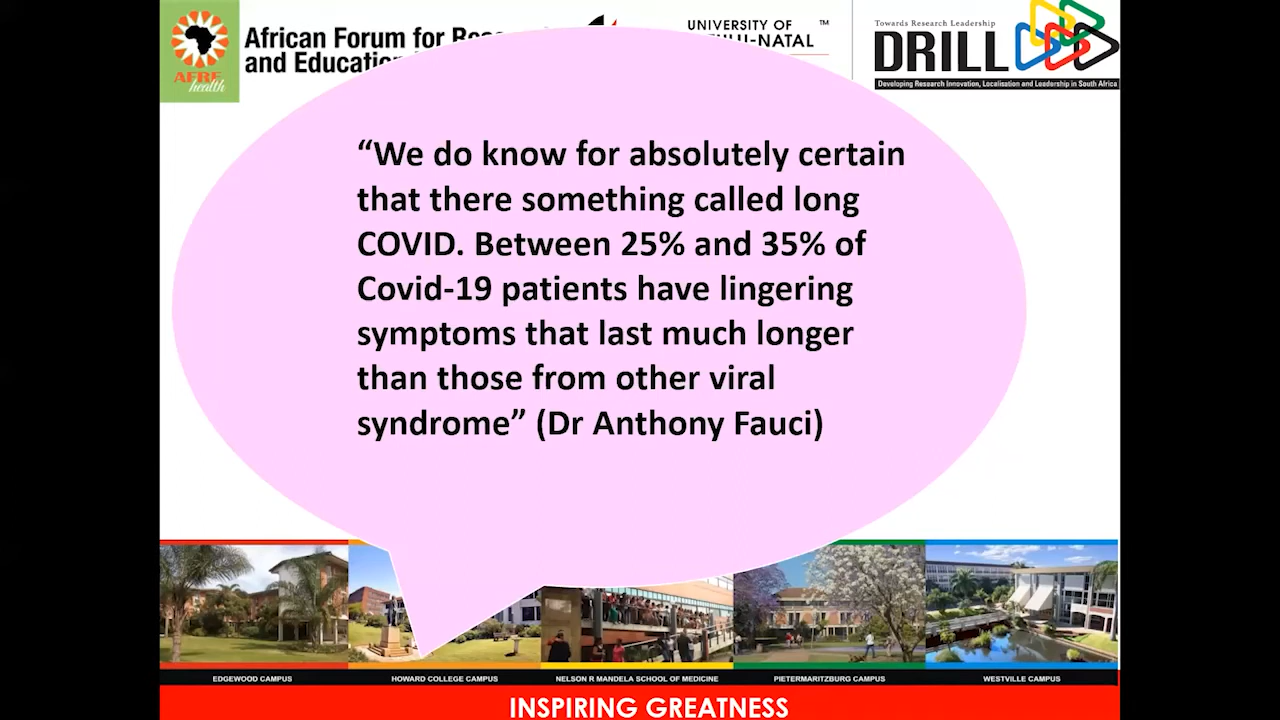 African Forum for Res
and Education
AFRE
health
UNIVERSITY OF
-NATAL
TM
Towards Research Leadership
DRILL
Developing Research Innovation, Localisation and Leadership in South Africa
“We do know for absolutely certain
that there something called long
COVID. Between 25% and 35% of
Covid-19 patients have lingering
symptoms that last much longer
than those from other viral
syndrome” (Dr Anthony Fauci)
EDGEWOOD CAMPUS
HOWARD COLLEGE CAMPUS
NELSON R MANDELA SCHOOL OF MEDICINE
PIETERMARITZBURG CAMPUS
WESTVILLE CAMPUS
INSPIRING GREATNESS